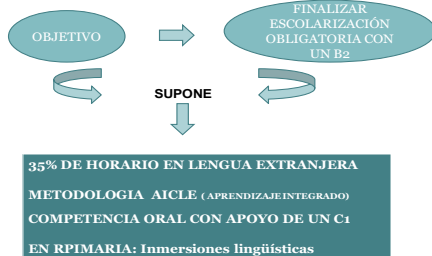 OBJETIVO
FINALIZAR
ESCOLARIZACIÓN
OBLIGATORIA CON
UN B2
SUPONE
35% DE HORARIO EN LENGUA EXTRANJERA
METODOLOGIA AICLE ( APRENDIZAJE INTEGRADO)
COMPETENCIA ORAL CON APOYO DE UN C1
EN RPIMARIA: Inmersiones lingüísticas